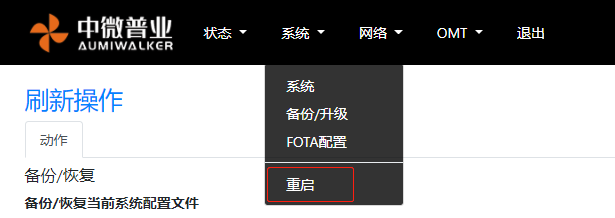 中微普业
AUMIWALKER
状态 系统 网络 OMT 退出
系统
备份/升级
FOTA配置
重启
刷新操作
动作
备份/恢复
备份/恢复当前系统配置文件